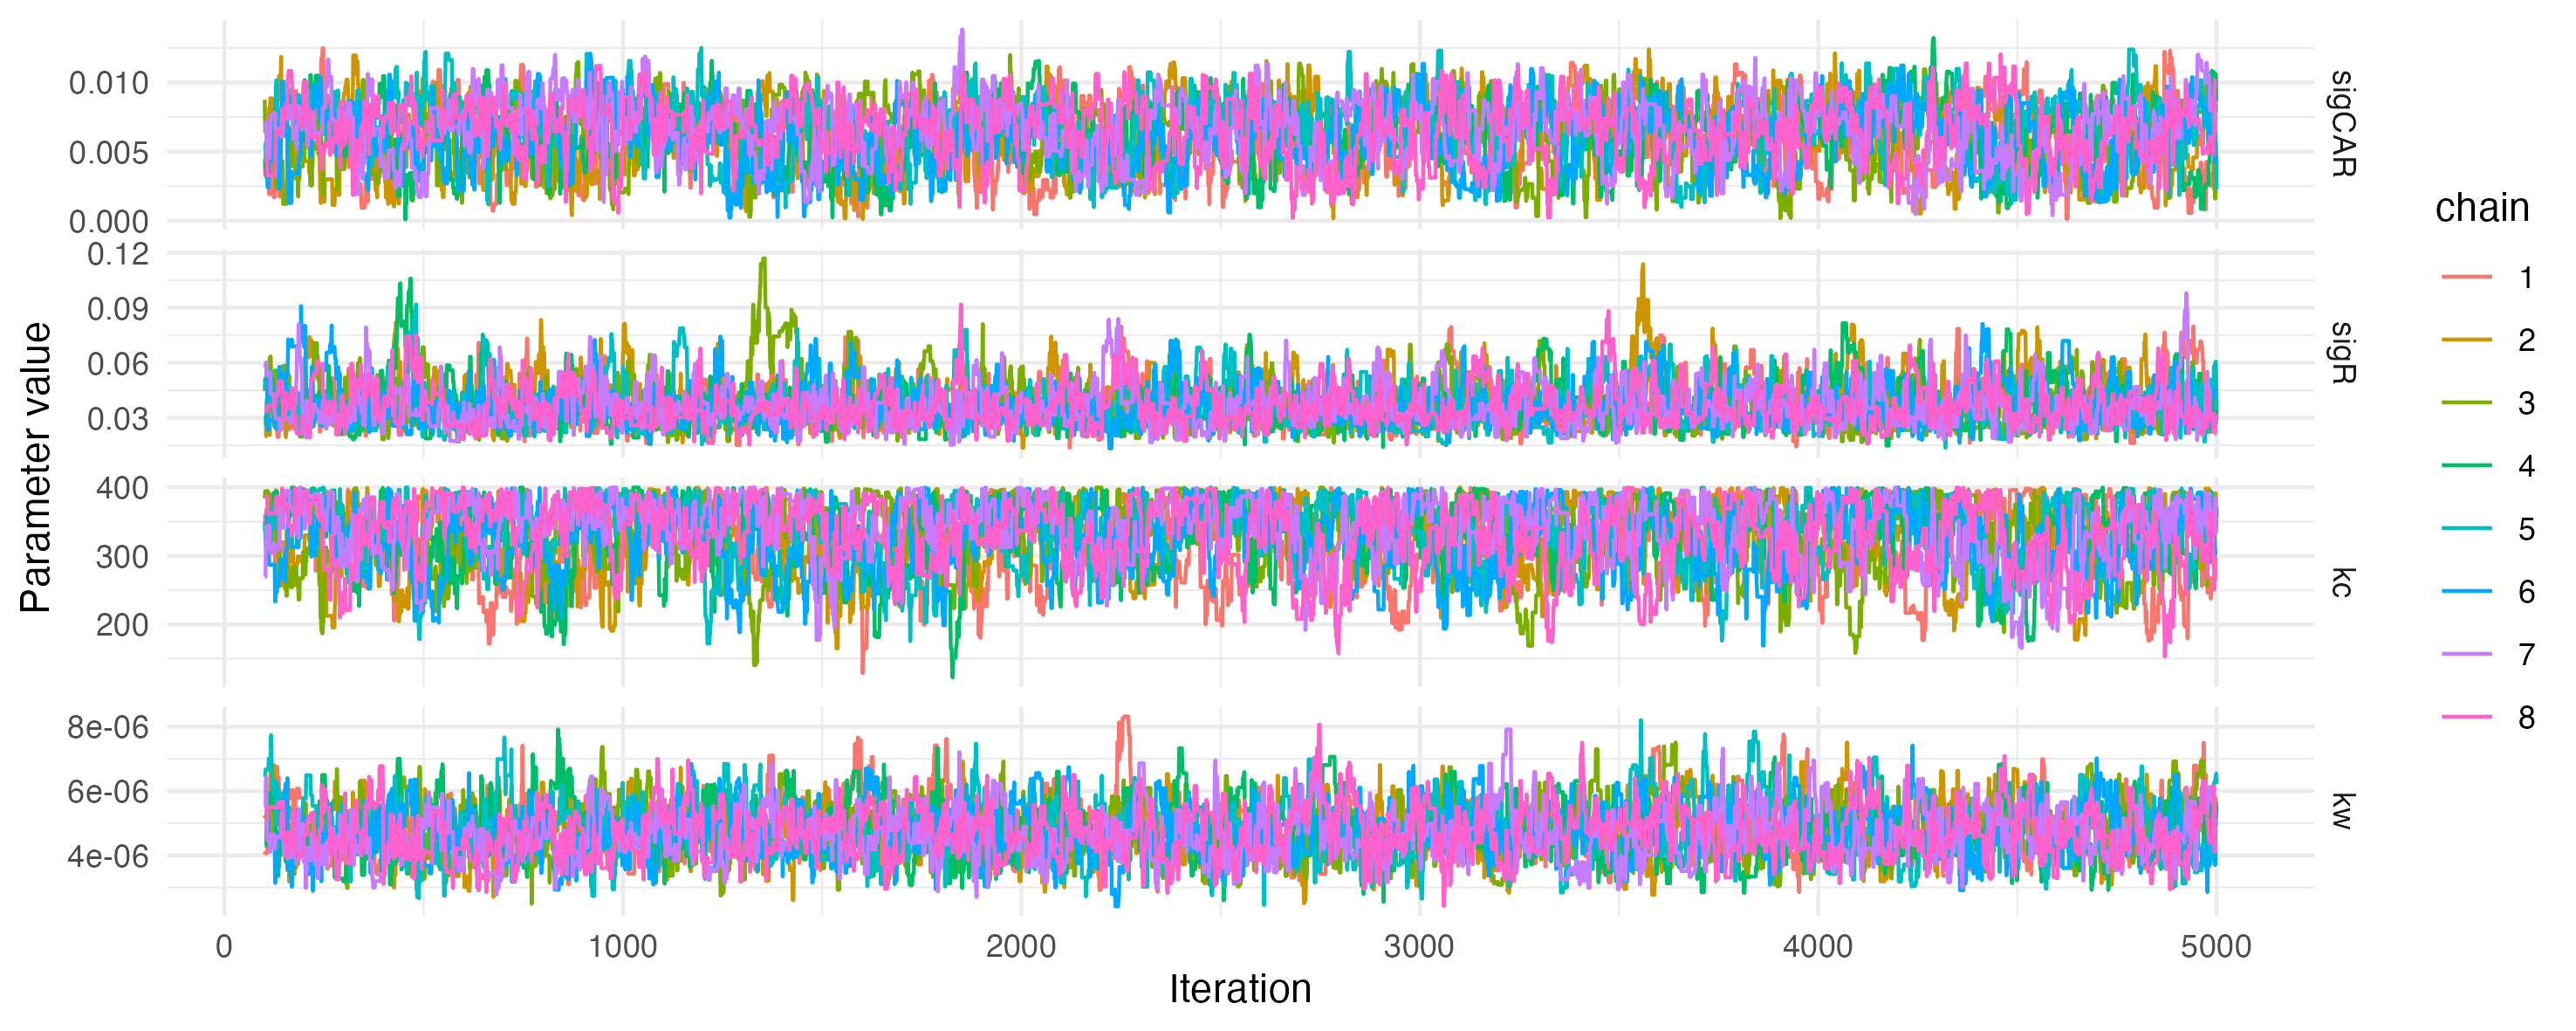 Parameter value
0.010
0.005
0.000
sigCAR
0.12
0.09
0.06
0.03
sigR
400
300
200
kc
8e-06
6e-06
4e-06
kw
0 1000 2000 3000 4000 5000
Iteration
chain
1
2
3
4
5
6
7
8